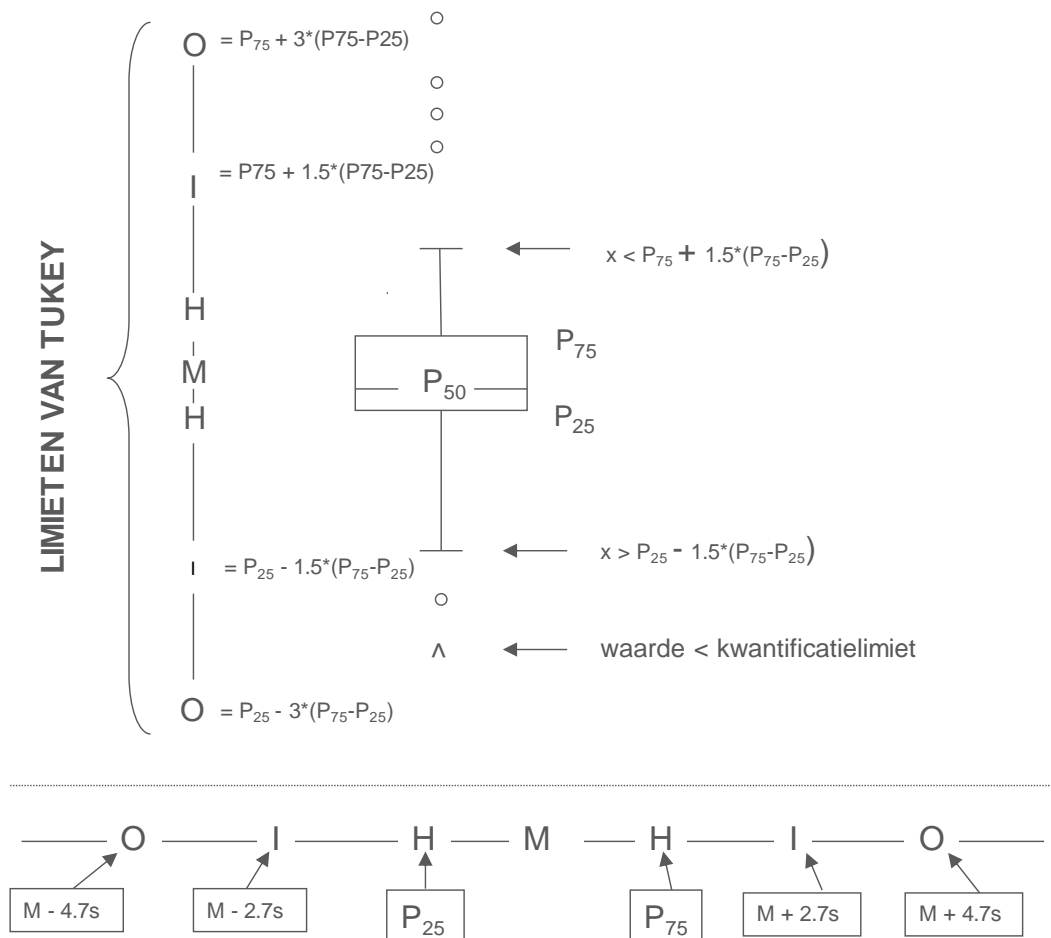 LIMIETEN VAN TUKEY
O = P75 + 3*(P75-P25)
I = P75 + 1.5*(P75-P25)
x < P75 + 1.5*(P75-P25)
H
P75
M
P50
H
P25
x > P25 - 1.5*(P75-P25)
I = P25 - 1.5*(P75-P25)
^ waarde < kwantificatielimiet
O = P25 - 3*(P75-P25)
O I H M H I O
M - 4.7s M - 2.7s P25 P75 M + 2.7s M + 4.7s